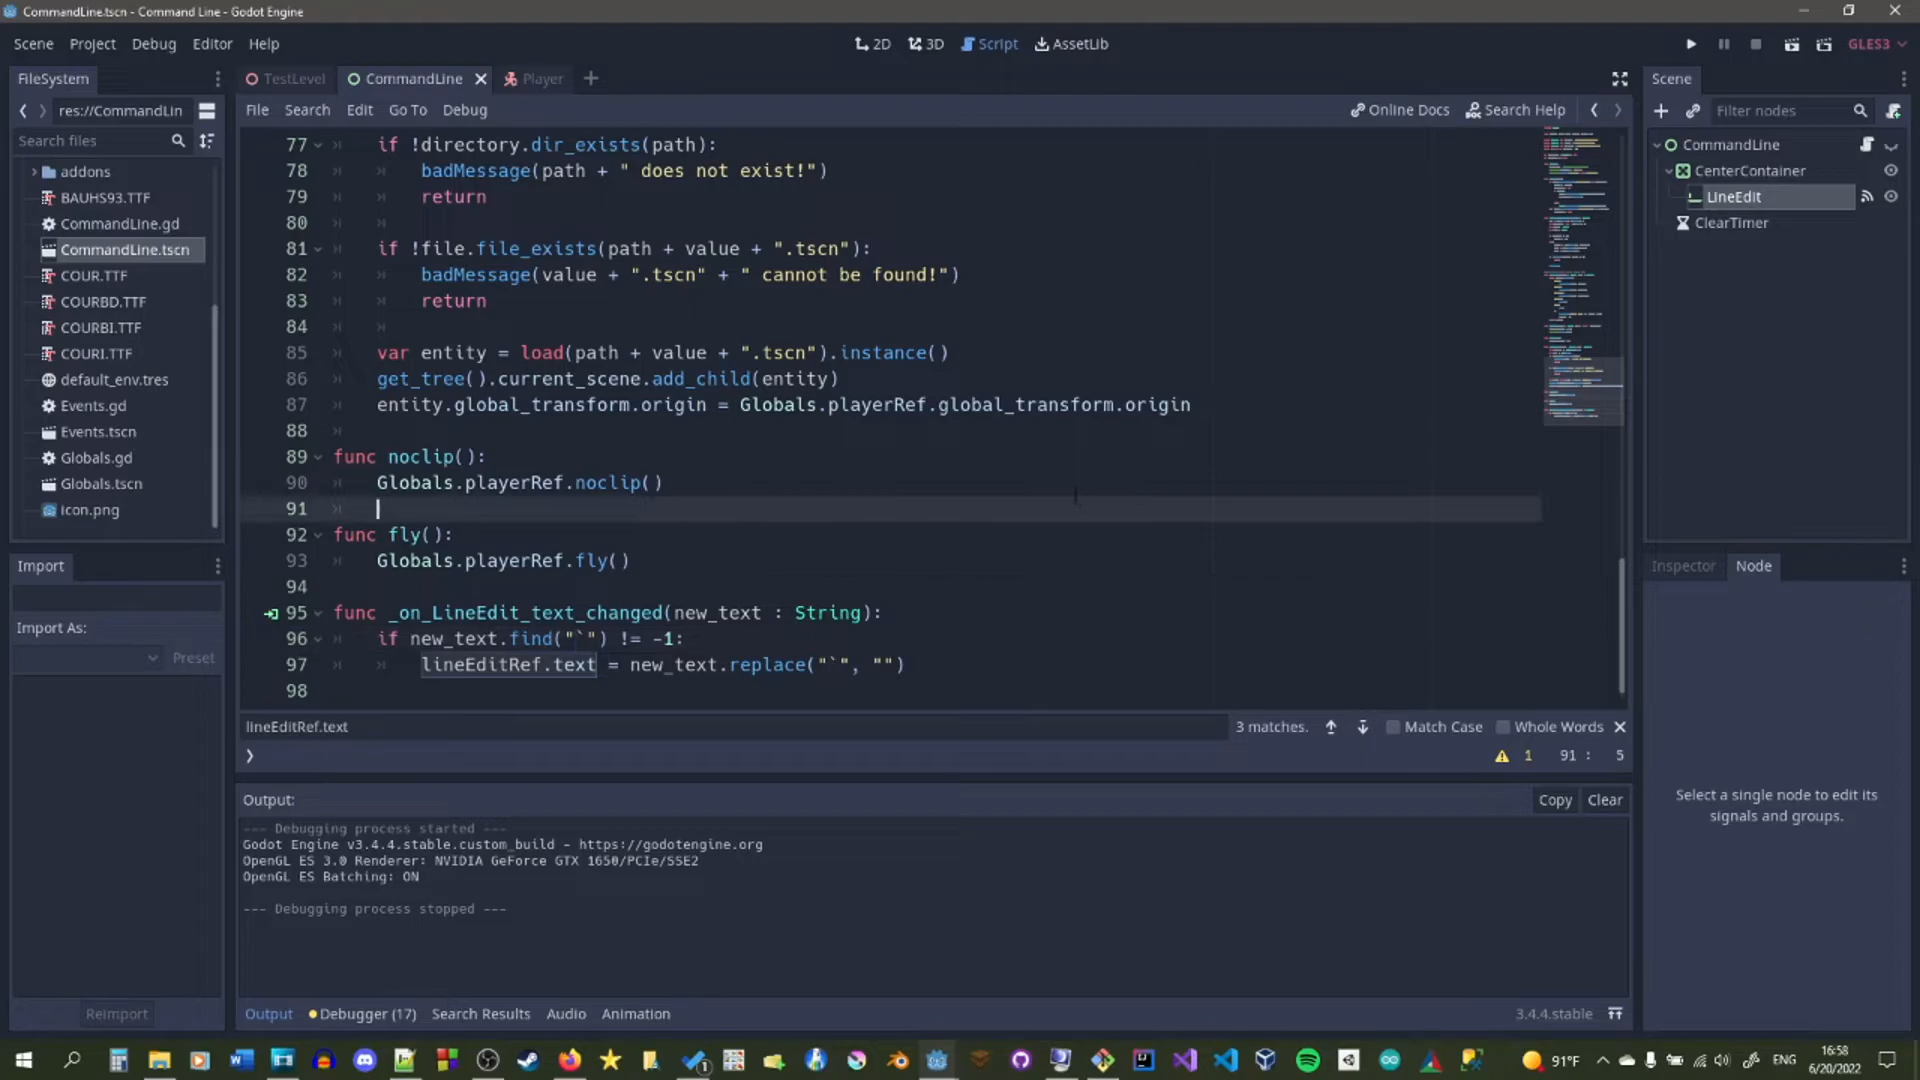 CommandLine.tscn - Command Line - Godot Engine
Scene Project Debug Editor Help
2D 3D Script AssetLib
GLES3
FileSystem
TestLevel CommandLine Player
Scene
res://CommandLin
File Search Edit Go To Debug
Online Docs Search Help
Filter nodes
Search files
addons
BAUHS93.TTF
CommandLine.gd
CommandLine.tscn
COUR.TTF
COURBD.TTF
COURBI.TTF
COURI.TTF
default_env.tres
Events.gd
Events.tscn
Globals.gd
Globals.tscn
icon.png
77 if !directory.dir_exists(path):
78 badMessage(path + " does not exist!")
79 return
80
81 if !file.file_exists(path + value + ".tscn"):
82 badMessage(value + ".tscn" + " cannot be found!")
83 return
84
85 var entity = load(path + value + ".tscn").instance()
86 get_tree().current_scene.add_child(entity)
87 entity.global_transform.origin = Globals.playerRef.global_transform.origin
88
89 func noclip():
90 Globals.playerRef.noclip()
91
92 func fly():
93 Globals.playerRef.fly()
94
95 func _on_LineEdit_text_changed(new_text : String):
96 if new_text.find("`") != -1:
97 lineEditRef.text = new_text.replace("`", "")
98
CommandLine
CenterContainer
LineEdit
ClearTimer
Import
Import As:
Preset
Reimport
lineEditRef.text
3 matches. Match Case Whole Words
1 91 : 5
Output:
Copy Clear
--- Debugging process started ---
Godot Engine v3.4.4.stable.custom_build - https://godotengine.org
OpenGL ES 3.0 Renderer: NVIDIA GeForce GTX 1650/PCIe/SSE2
OpenGL ES Batching: ON
--- Debugging process stopped ---
Output Debugger (17) Search Results Audio Animation
3.4.4.stable
Inspector Node
Select a single node to edit its
signals and groups.
91°F
ENG
16:58
6/20/2022